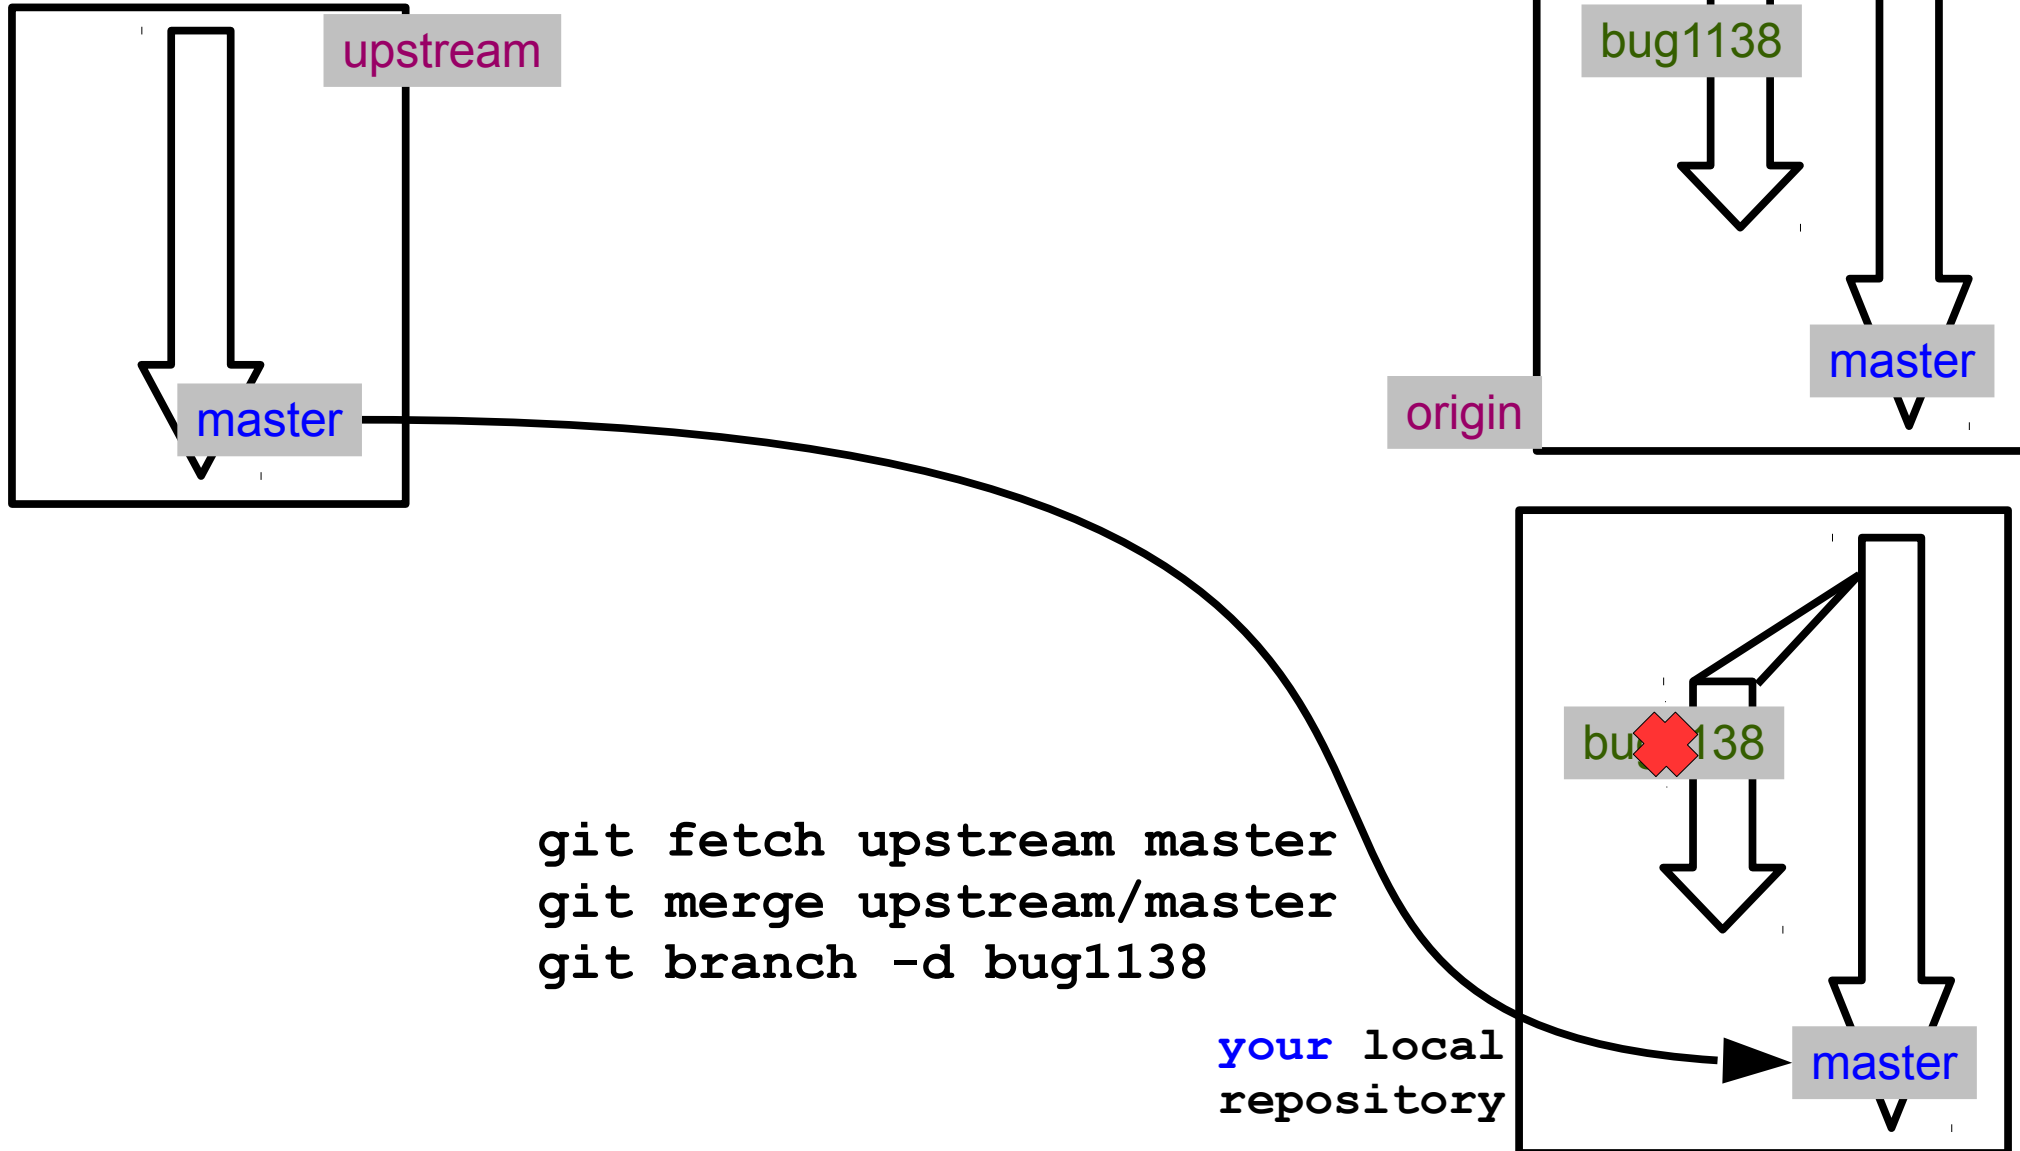 upstream
bug1138
master
master
origin
bug1138
git fetch upstream master
git merge upstream/master
git branch -d bug1138
your local
repository
master